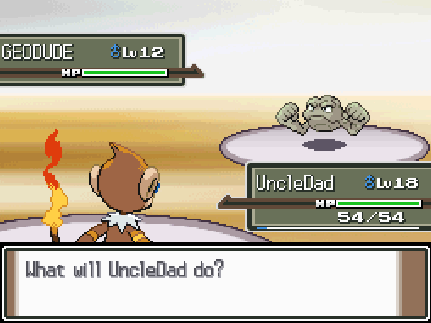 GEODUDE ♂Lv12
HP
UncleDad ♂Lv18
HP
54/54
What will UncleDad do?